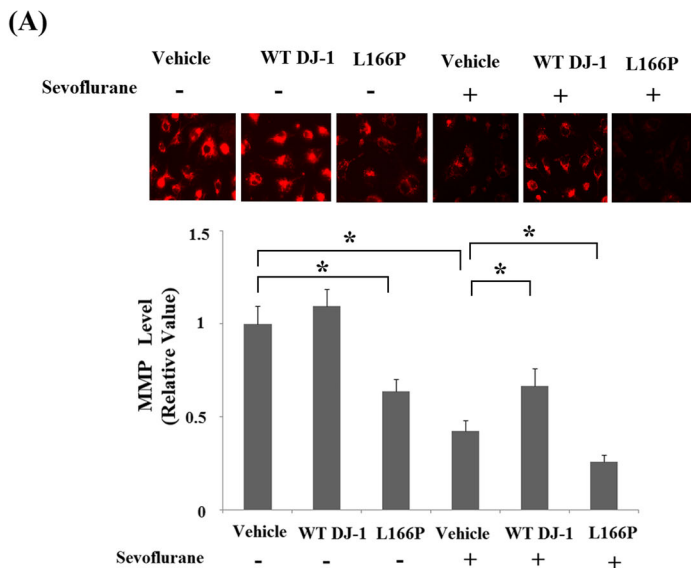 (A)
Vehicle WT DJ-1 L166P Vehicle WT DJ-1 L166P
Sevoflurane - - - + + +
1.5
* *
* *
1
MMP Level
(Relative Value)
0.5
0
Vehicle WT DJ-1 L166P Vehicle WT DJ-1 L166P
Sevoflurane - - - + + +